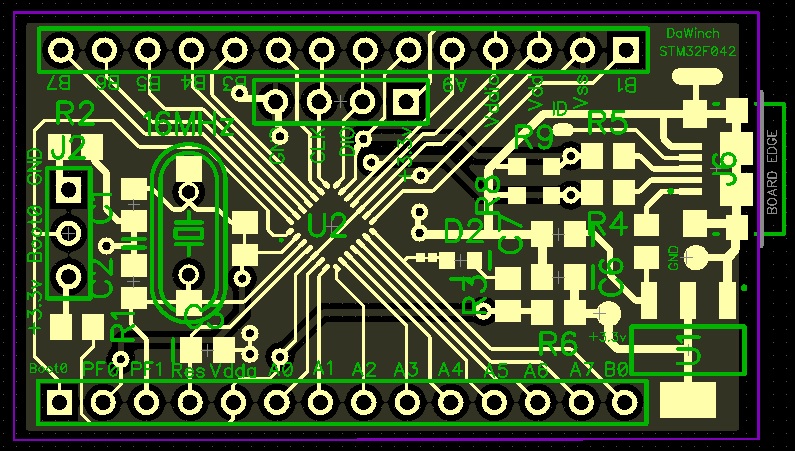 DaWinch
STM32F042
B7 B6 B5 B4 B3 A9 Vddio Vdd Vss B1
R2
16MHz
GND
CLK
DIO
+3.3v
ID
R9
R5
J2
GND
Boot0
+3.3v
C1
C2
U2
R8
D2
C7
R4
J6
BOARD EDGE
GND
C6
R3
C3
R1
+3.3v
R6
U1
Boot0 PF0 PF1 Res Vdda A0 A1 A2 A3 A4 A5 A6 A7 B0